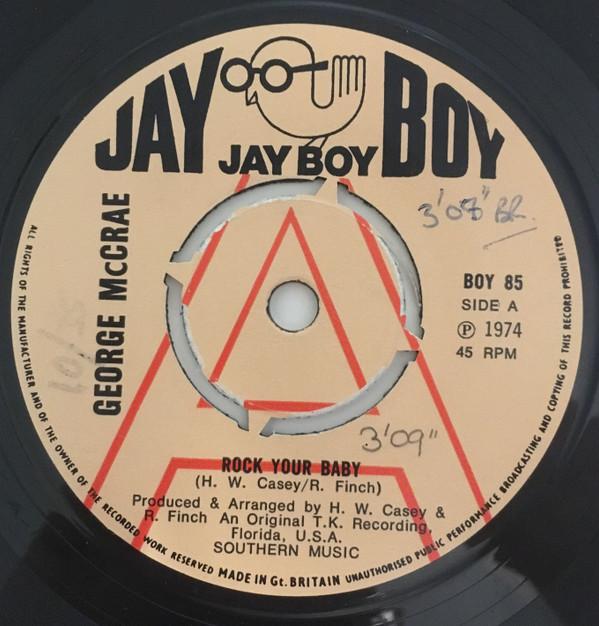 JAY BOY
JAY BOY
GEORGE McCRAE
3'08" BR.
BOY 85
SIDE A
Ⓟ 1974
45 RPM
10/25
A
3'09"
ROCK YOUR BABY
(H. W. Casey/R. Finch)
Produced & Arranged by H. W. Casey &
R. Finch An Original T.K. Recording,
Florida, U.S.A.
SOUTHERN MUSIC
ALL RIGHTS OF THE MANUFACTURER AND OF THE OWNER OF THE RECORDED WORK RESERVED MADE IN Gt. BRITAIN UNAUTHORISED PUBLIC PERFORMANCE BROADCASTING AND COPYING OF THIS RECORD PROHIBITED